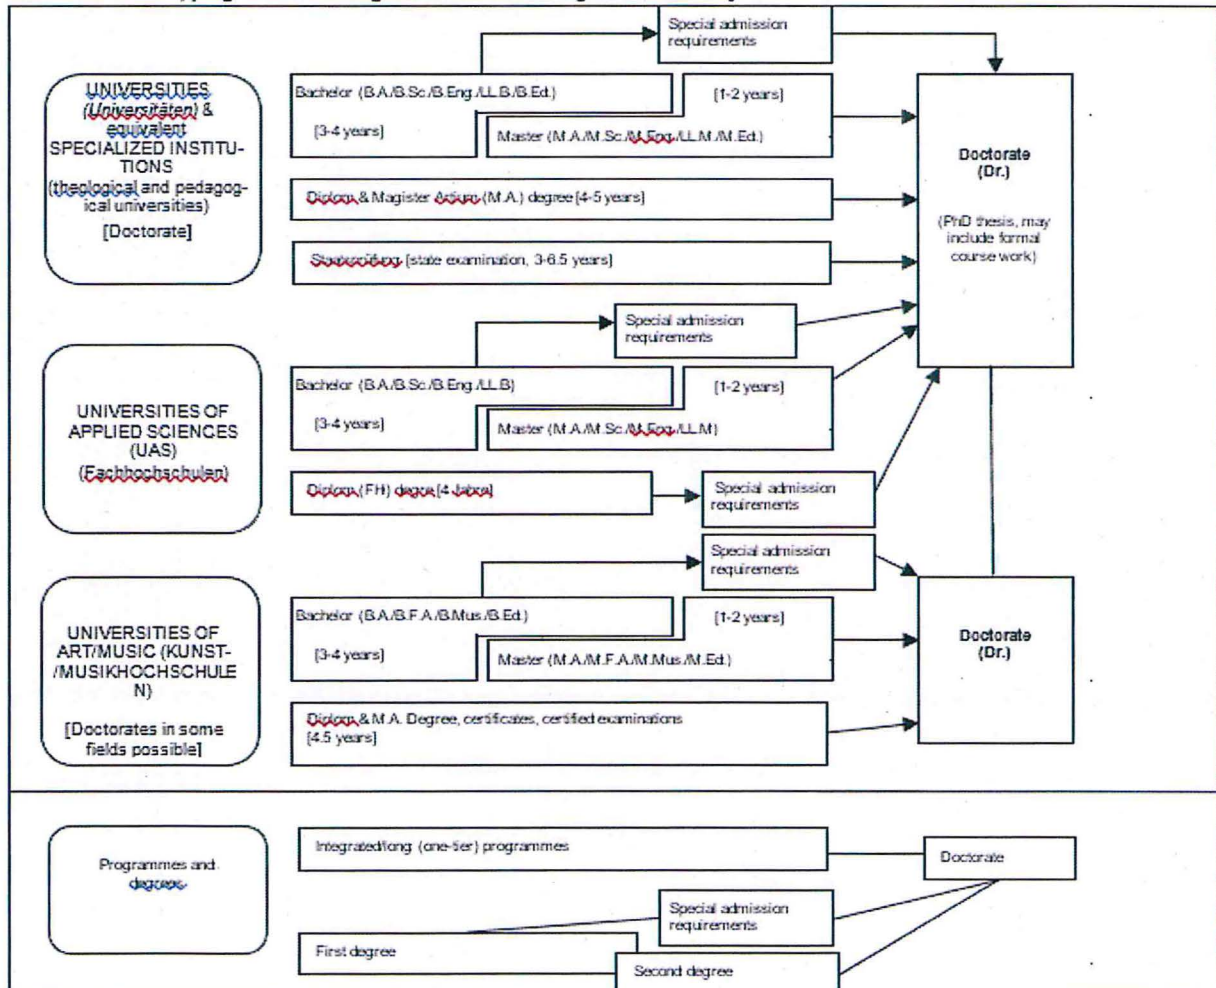 Special admission
requirements
UNIVERSITIES
(Universitäten) &
equivalent
SPECIALIZED INSTITU-
TIONS
(theological and pedagog-
ical universities)
[Doctorate]
Bachelor (B.A./B.Sc./B.Eng./LL.B./B.Ed.)
[3-4 years]
[1-2 years]
Master (M.A./M.Sc./M.Eng./LL.M./M.Ed.)
Diplom & Magister Artium (M.A.) degree [4-5 years]
Staatsprüfung [state examination, 3-6.5 years]
Doctorate
(Dr.)
(PhD thesis, may
include formal
course work)
Special admission
requirements
UNIVERSITIES OF
APPLIED SCIENCES
(UAS)
(Fachhochschulen)
Bachelor (B.A./B.Sc./B.Eng./LL.B)
[3-4 years]
[1-2 years]
Master (M.A./M.Sc./M.Eng./LL.M)
Diplom (FH) degre [4 Jahre]
Special admission
requirements
Special admission
requirements
UNIVERSITIES OF
ART/MUSIC (KUNST-
/MUSIKHOCHSCHULE
N)
[Doctorates in some
fields possible]
Bachelor (B.A./B.F.A./B.Mus./B.Ed.)
[3-4 years]
[1-2 years]
Master (M.A./M.F.A./M.Mus./M.Ed.)
Diplom & M.A. Degree, certificates, certified examinations
[4.5 years]
Doctorate
(Dr.)
Programmes and
degrees
Integrated/long (one-tier) programmes
Doctorate
Special admission
requirements
First degree
Second degree